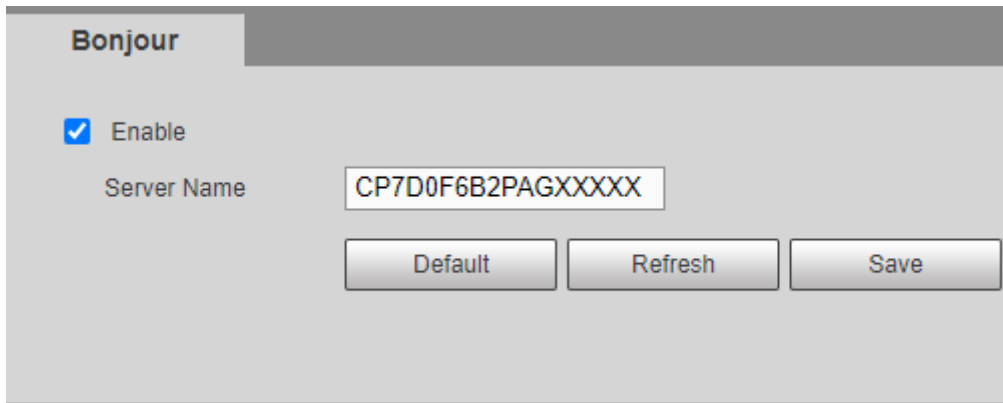 Bonjour
Enable
Server Name CP7D0F6B2PAGXXXXX
Default Refresh Save